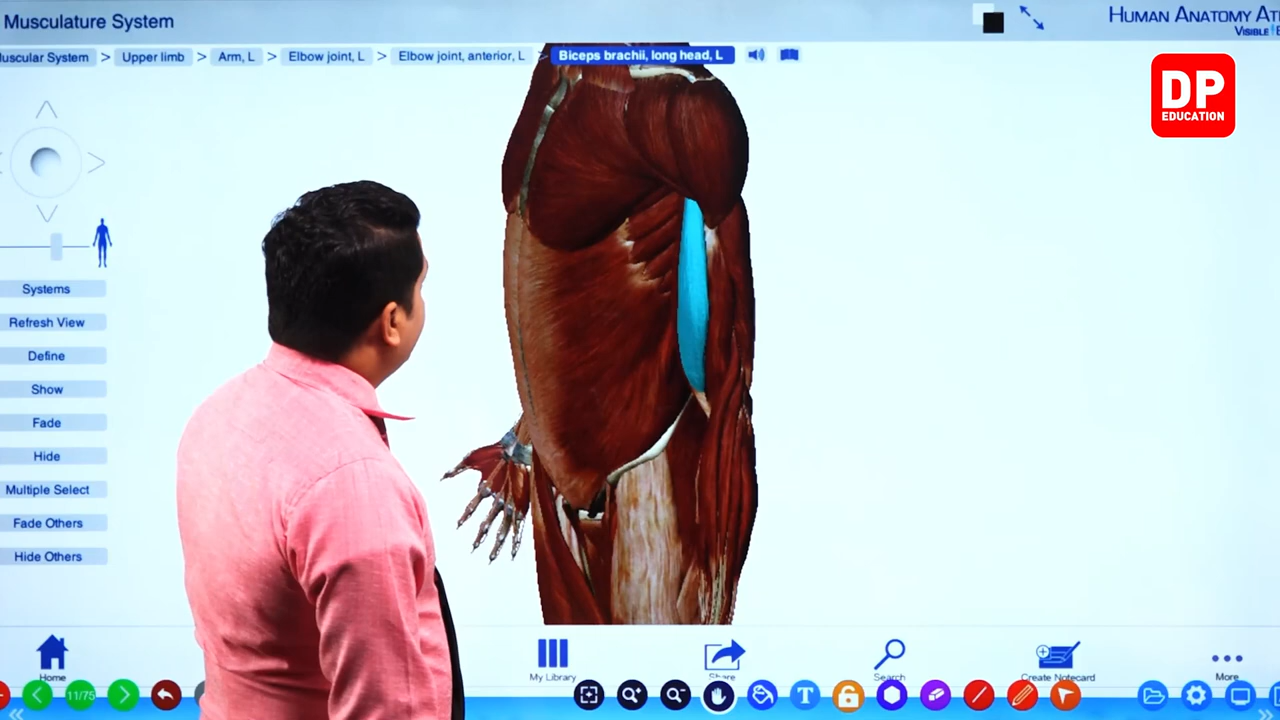 Musculature System
HUMAN ANATOMY
VISIBLE
uscular System > Upper limb > Arm, L > Elbow joint, L > Elbow joint, anterior, L > Biceps brachii, long head, L
DP
EDUCATION
Systems
Refresh View
Define
Show
Fade
Hide
Multiple Select
Fade Others
Hide Others
Home
My Library
Share
Search
Create Notecard
More
11/75
T